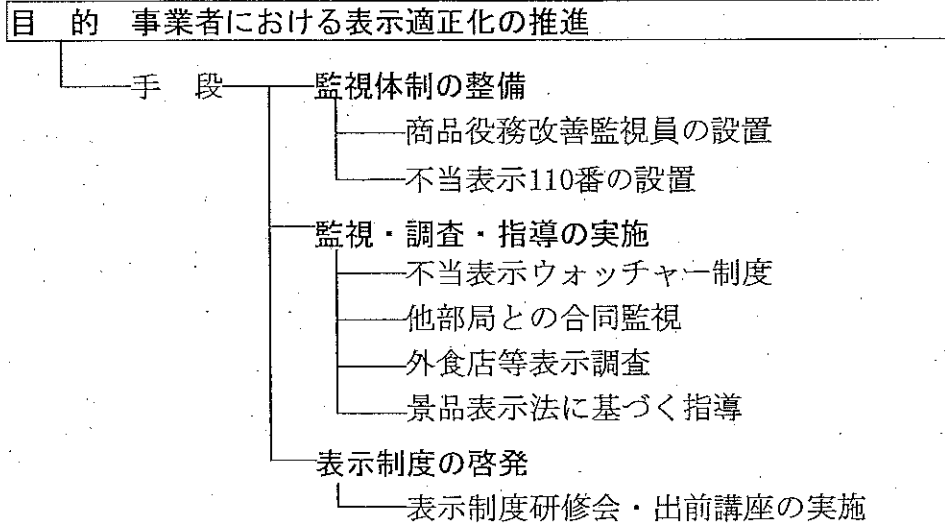 目　的　事業者における表示適正化の推進
手　段　監視体制の整備
商品役務改善監視員の設置
不当表示110番の設置
監視・調査・指導の実施
不当表示ウォッチャー制度
他部局との合同監視
外食店等表示調査
景品表示法に基づく指導
表示制度の啓発
表示制度研修会・出前講座の実施